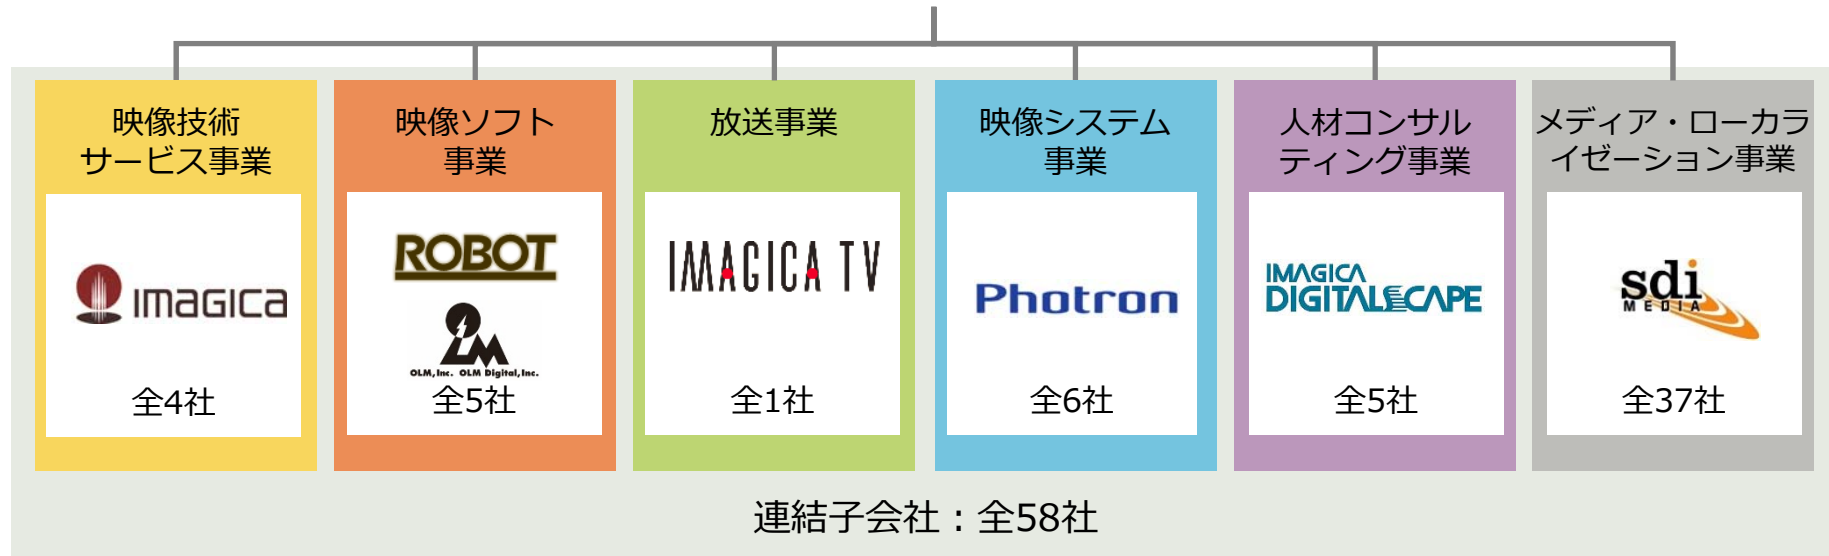 映像技術
サービス事業
IMAGICA
全4社
映像ソフト
事業
ROBOT
OLM, Inc. OLM Digital, Inc.
全5社
放送事業
IMAGICA TV
全1社
映像システム
事業
Photron
全6社
人材コンサル
ティング事業
IMAGICA
DIGITALSCAPE
全5社
メディア・ローカラ
イゼーション事業
sdi
MEDIA
全37社
連結子会社：全58社